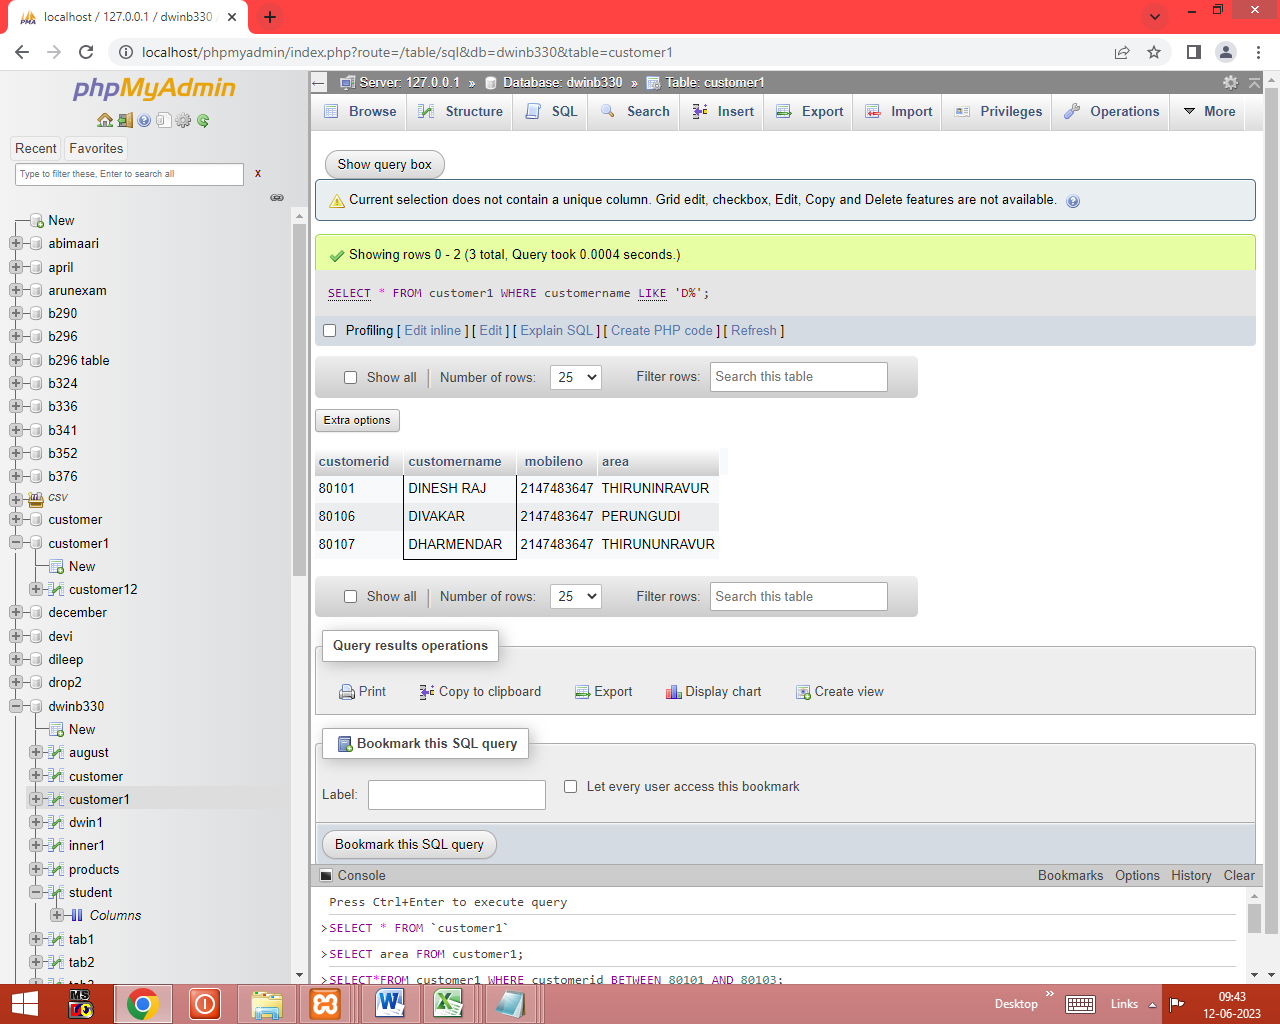 localhost / 127.0.0.1 / dwinb330
localhost/phpmyadmin/index.php?route=/table/sql&db=dwinb330&table=customer1
phpMyAdmin
Recent Favorites
Type to filter these, Enter to search all X
New
abimaari
april
arunexam
b290
b296
b296 table
b324
b336
b341
b352
b376
csv
customer
customer1
New
customer12
december
devi
dileep
drop2
dwinb330
New
august
customer
customer1
dwin1
inner1
products
student
Columns
tab1
tab2
Server: 127.0.0.1 » Database: dwinb330 » Table: customer1
Browse Structure SQL Search Insert Export Import Privileges Operations More
Show query box
Current selection does not contain a unique column. Grid edit, checkbox, Edit, Copy and Delete features are not available.
Showing rows 0 - 2 (3 total, Query took 0.0004 seconds.)
SELECT * FROM customer1 WHERE customername LIKE 'D%';
Profiling [ Edit inline ] [ Edit ] [ Explain SQL ] [ Create PHP code ] [ Refresh ]
Show all Number of rows: 25 Filter rows: Search this table
Extra options
customerid customername mobileno area
80101 DINESH RAJ 2147483647 THIRUNINRAVUR
80106 DIVAKAR 2147483647 PERUNGUDI
80107 DHARMENDAR 2147483647 THIRUNUNRAVUR
Show all Number of rows: 25 Filter rows: Search this table
Query results operations
Print Copy to clipboard Export Display chart Create view
Bookmark this SQL query
Label: Let every user access this bookmark
Bookmark this SQL query
Console Bookmarks Options History Clear
Press Ctrl+Enter to execute query
>SELECT * FROM `customer1`
>SELECT area FROM customer1;
>SELECT*FROM customer1 WHERE customerid BETWEEN 80101 AND 80103;
Desktop » Links 09:43
12-06-2023